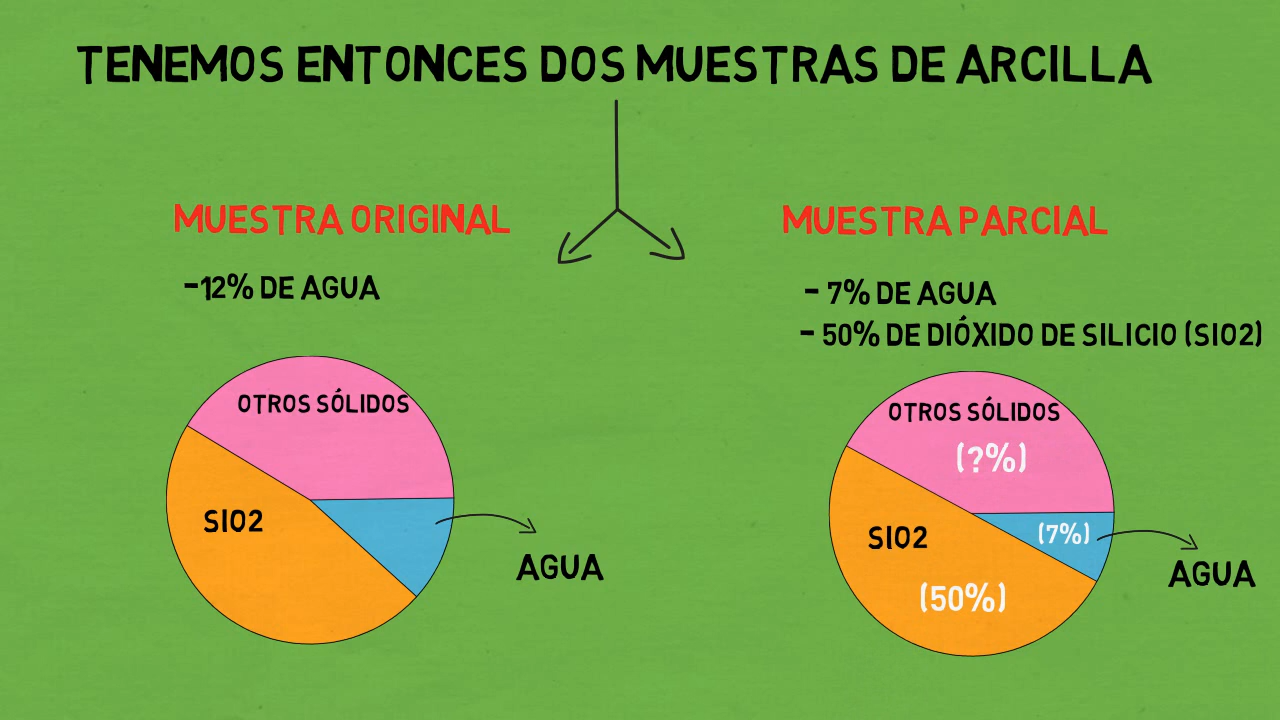 TENEMOS ENTONCES DOS MUESTRAS DE ARCILLA
MUESTRA ORIGINAL
-12% DE AGUA
OTROS SÓLIDOS
SIO2
AGUA
MUESTRA PARCIAL
- 7% DE AGUA
- 50% DE DIÓXIDO DE SILICIO (SIO2)
OTROS SÓLIDOS
(?%)
(7%)
SIO2
(50%)
AGUA